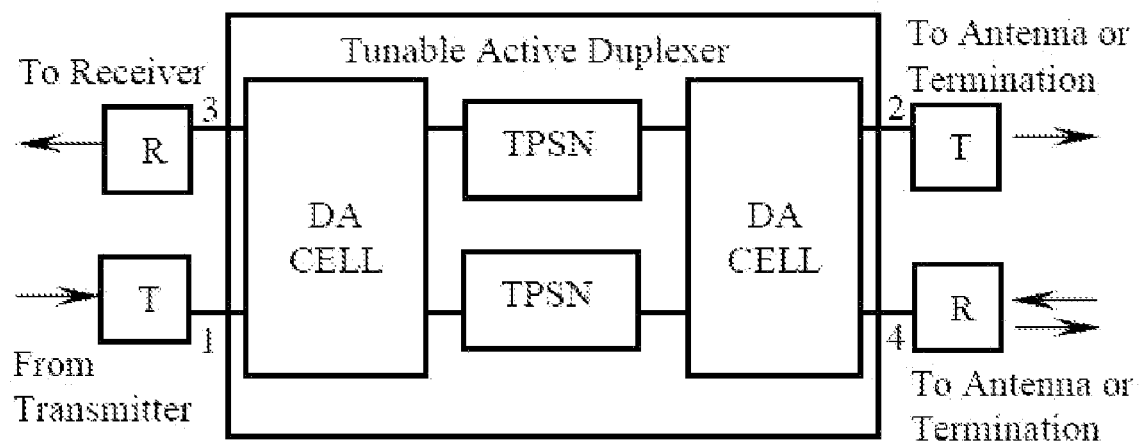 Tunable Active Duplexer
To Receiver
3
R
DA
CELL
TPSN
TPSN
DA
CELL
2
T
To Antenna or
Termination
T
1
From
Transmitter
R
4
To Antenna or
Termination